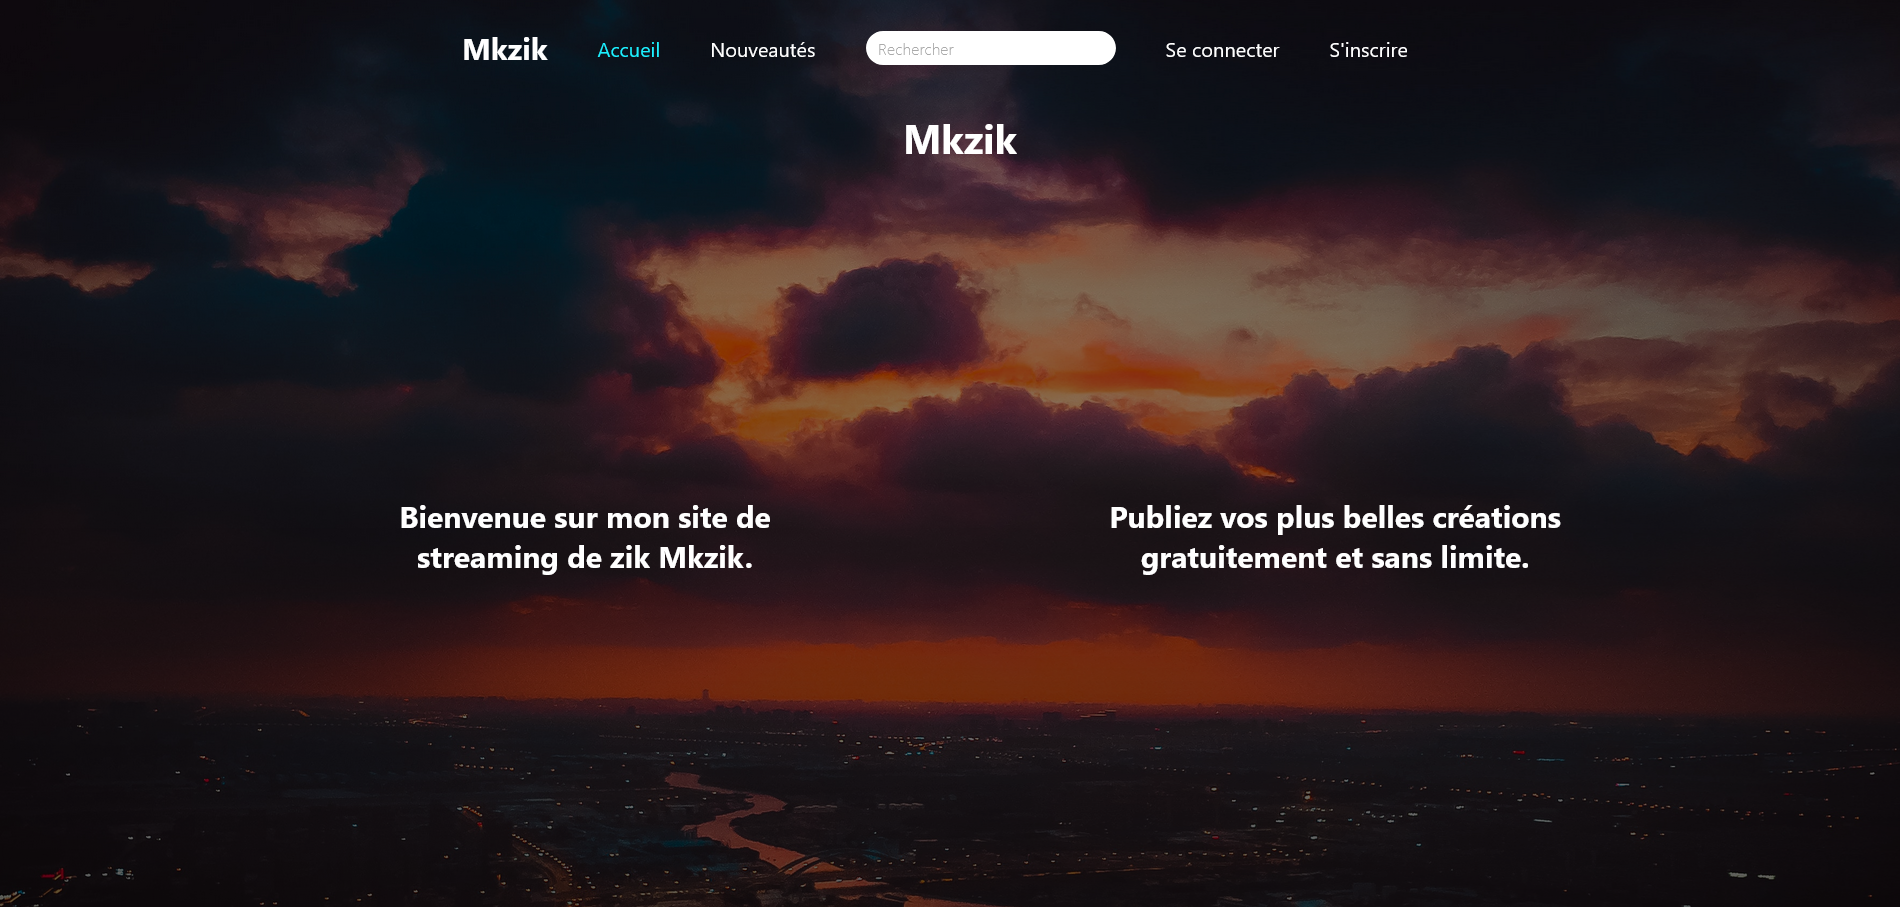 Mkzik Accueil Nouveautés Rechercher Se connecter S'inscrire
Mkzik
Bienvenue sur mon site de
streaming de zik Mkzik.
Publiez vos plus belles créations
gratuitement et sans limite.